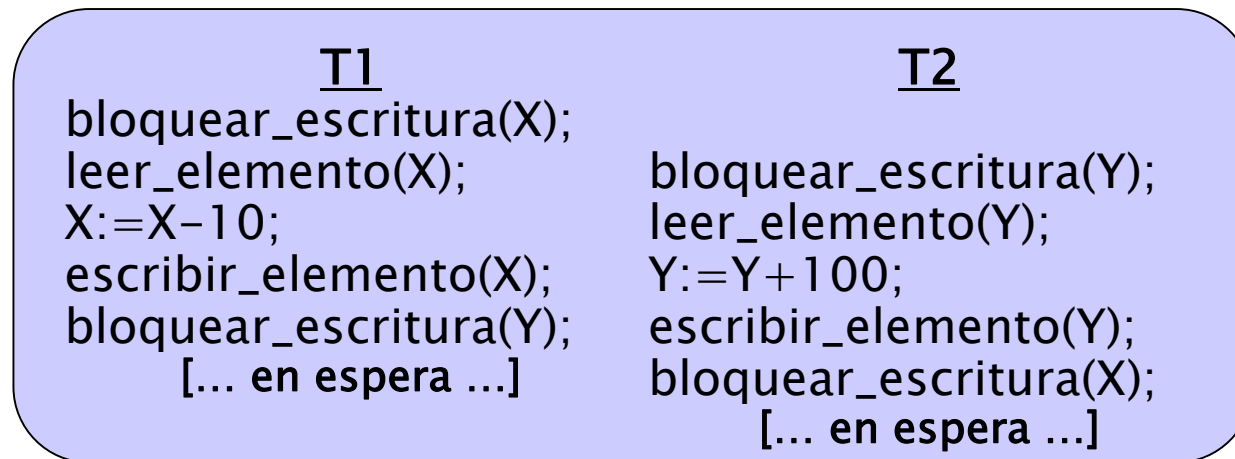 T1
bloquear_escritura(X);
leer_elemento(X);
X:=X-10;
escribir_elemento(X);
bloquear_escritura(Y);
[... en espera ...]
T2
bloquear_escritura(Y);
leer_elemento(Y);
Y:=Y+100;
escribir_elemento(Y);
bloquear_escritura(X);
[... en espera ...]